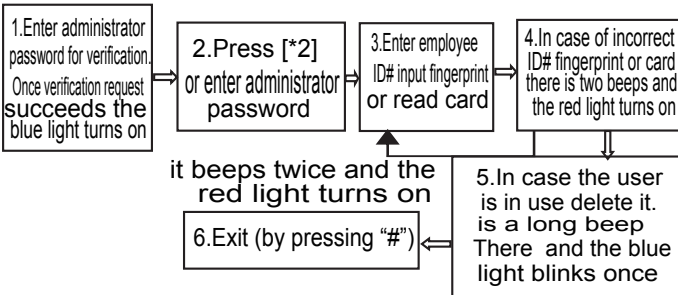 1.Enter administrator
password for verification.
Once verification request
succeeds the
blue light turns on
2.Press [*2]
or enter administrator
password
3.Enter employee
ID# input fingerprint
or read card
4.In case of incorrect
ID# fingerprint or card
there is two beeps and
the red light turns on
it beeps twice and the
red light turns on
5.In case the user
is in use delete it.
is a long beep
There and the blue
light blinks once
6.Exit (by pressing “#”)